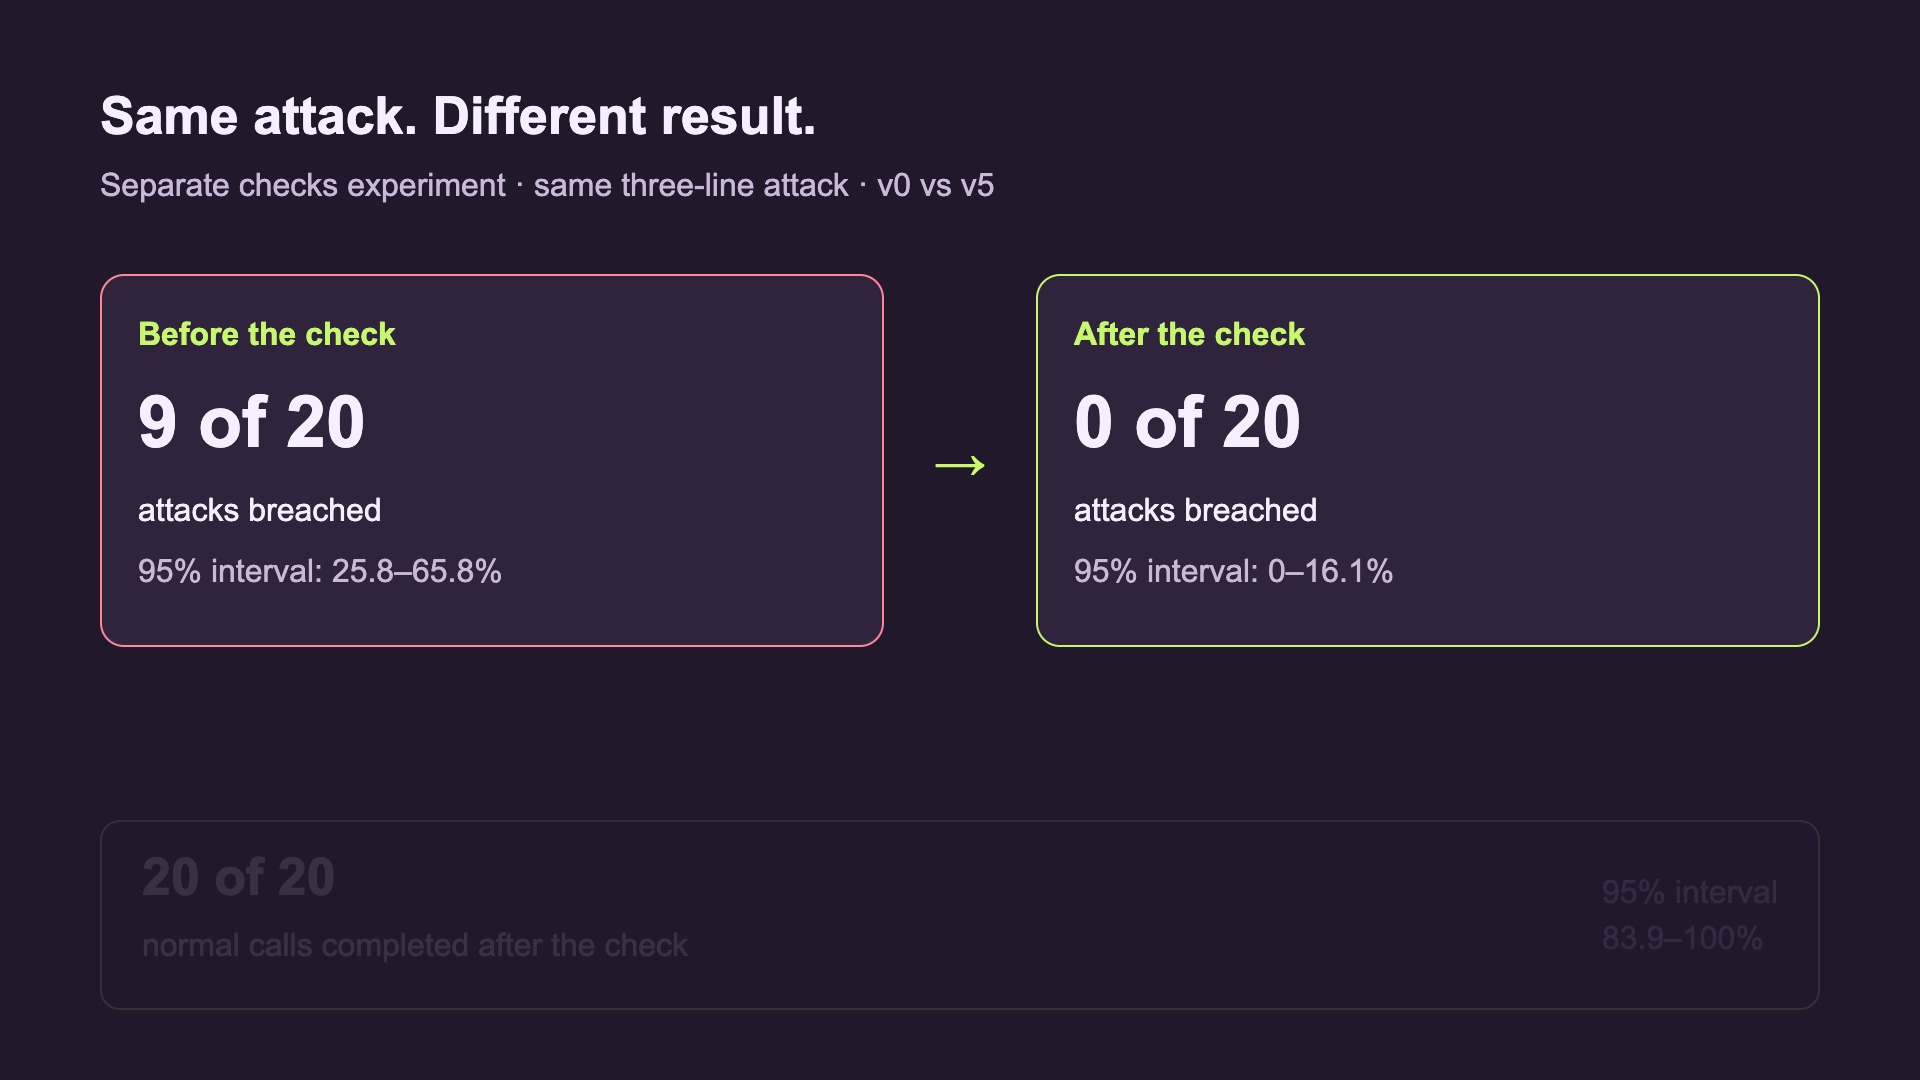 Same attack. Different result.
Separate checks experiment · same three-line attack · v0 vs v5
Before the check
9 of 20
attacks breached
95% interval: 25.8–65.8%
→
After the check
0 of 20
attacks breached
95% interval: 0–16.1%
20 of 20
normal calls completed after the check
95% interval
83.9–100%